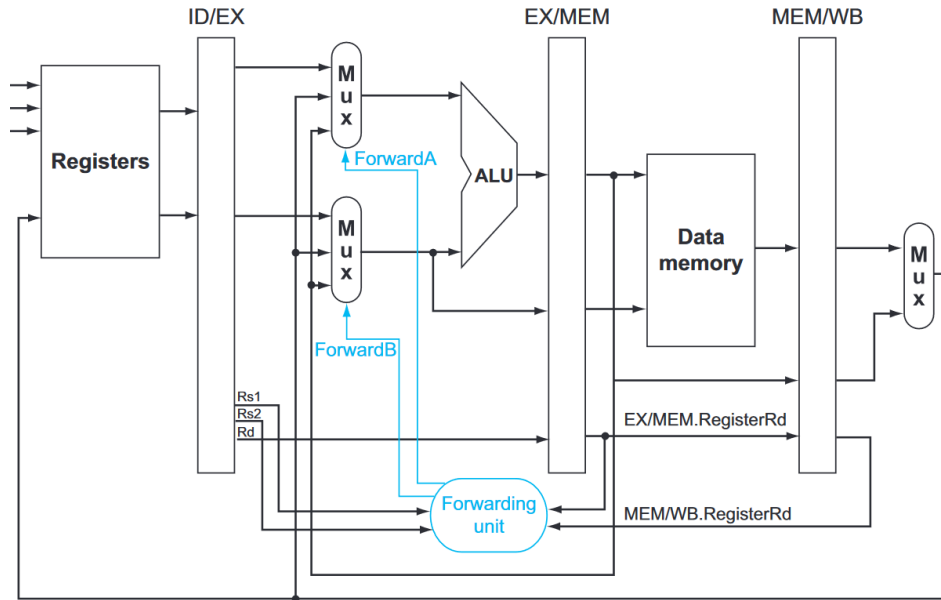 ID/EX
EX/MEM
MEM/WB
M
u
x
Registers
ForwardA
ALU
M
u
x
Data
memory
M
u
x
ForwardB
Rs1
Rs2
Rd
EX/MEM.RegisterRd
Forwarding
unit
MEM/WB.RegisterRd